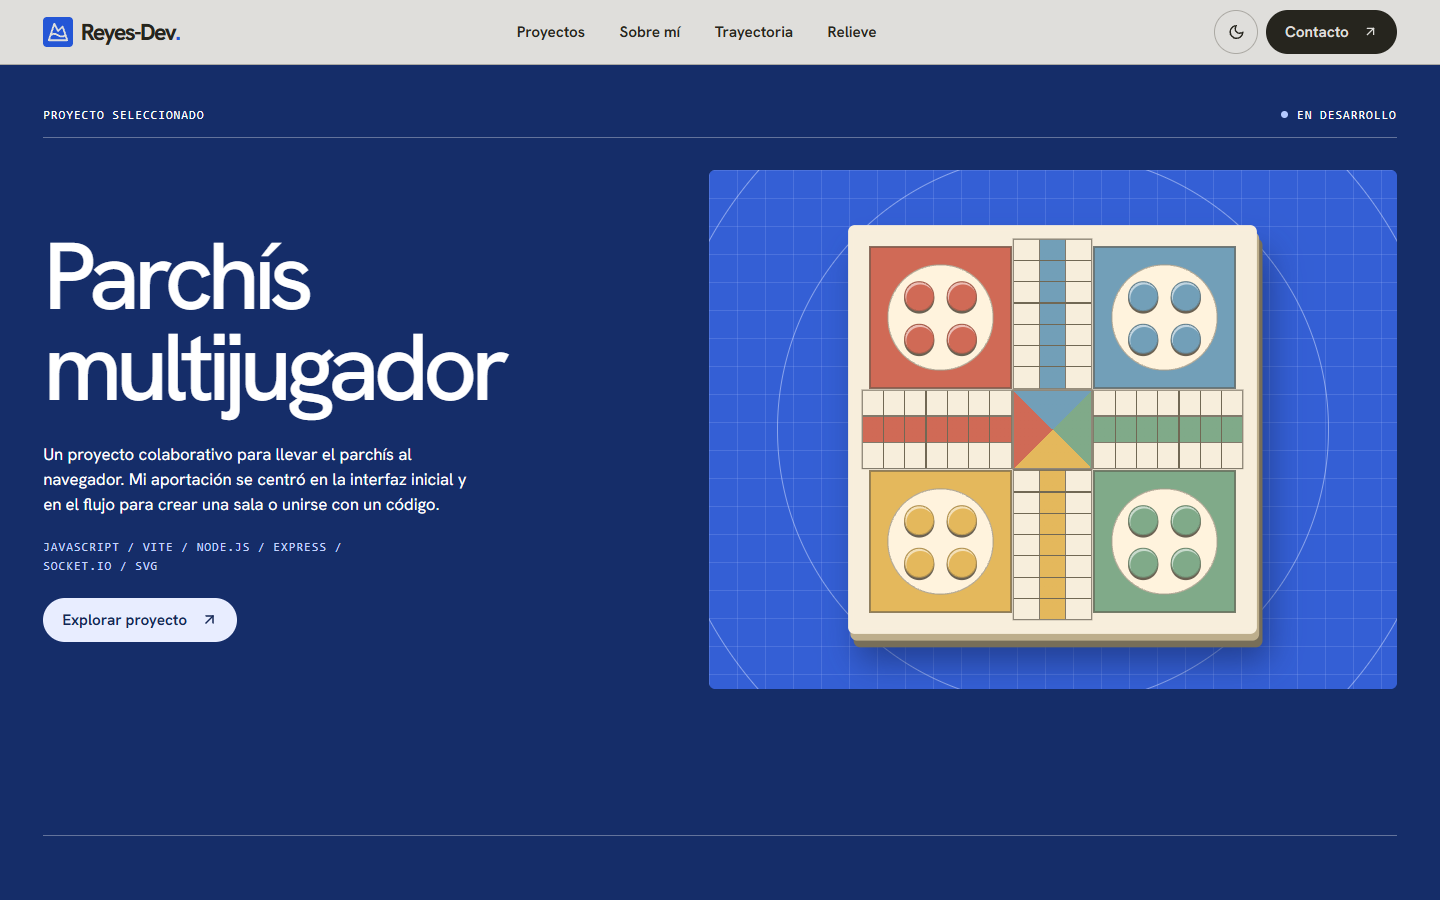 Reyes-Dev.
Proyectos
Sobre mí
Trayectoria
Relieve
Contacto
PROYECTO SELECCIONADO
EN DESARROLLO
Parchís
multijugador
Un proyecto colaborativo para llevar el parchís al
navegador. Mi aportación se centró en la interfaz inicial y
en el flujo para crear una sala o unirse con un código.
JAVASCRIPT / VITE / NODE.JS / EXPRESS /
SOCKET.IO / SVG
Explorar proyecto